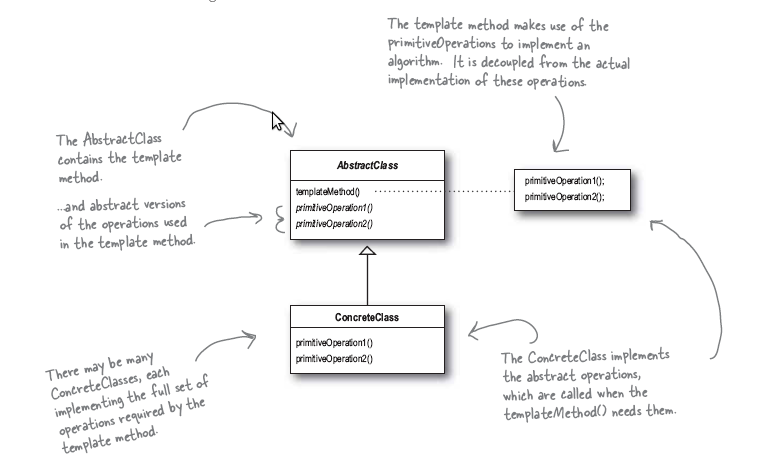 The template method makes use of the
primitiveOperations to implement an
algorithm. It is decoupled from the actual
implementation of these operations.
The AbstractClass
contains the template
method.
...and abstract versions
of the operations used
in the template method.
AbstractClass
templateMethod()
primitiveOperation1()
primitiveOperation2()
primitiveOperation1();
primitiveOperation2();
ConcreteClass
primitiveOperation1()
primitiveOperation2()
There may be many
ConcreteClasses, each
implementing the full set of
operations required by the
template method.
The ConcreteClass implements
the abstract operations,
which are called when the
templateMethod() needs them.